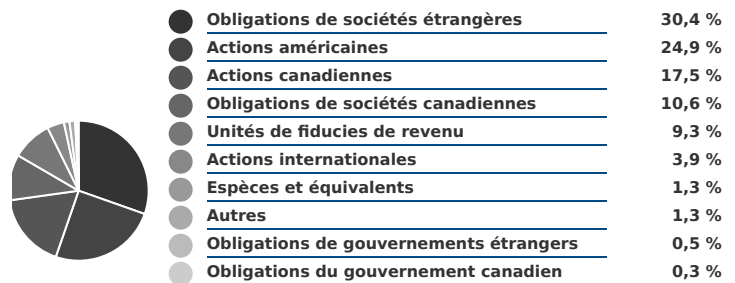 Obligations de sociétés étrangères 30,4 %
Actions américaines 24,9 %
Actions canadiennes 17,5 %
Obligations de sociétés canadiennes 10,6 %
Unités de fiducies de revenu 9,3 %
Actions internationales 3,9 %
Espèces et équivalents 1,3 %
Autres 1,3 %
Obligations de gouvernements étrangers 0,5 %
Obligations du gouvernement canadien 0,3 %